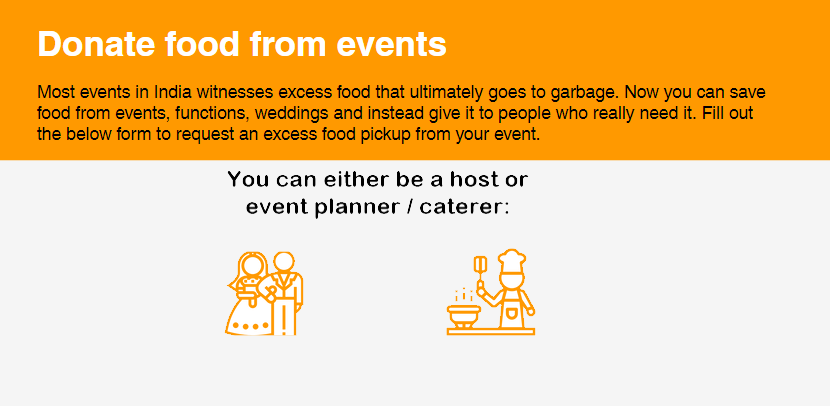 Donate food from events
Most events in India witnesses excess food that ultimately goes to garbage. Now you can save
food from events, functions, weddings and instead give it to people who really need it. Fill out
the below form to request an excess food pickup from your event.
You can either be a host or
event planner / caterer: